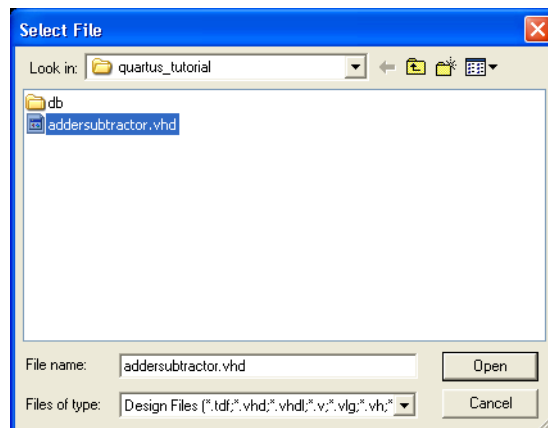 Select File
Look in: quartus_tutorial
db
addersubtractor.vhd
File name: addersubtractor.vhd Open
Files of type: Design Files (*.tdf;*.vhd;*.vhdl;*.v;*.vlg;*.vh;* Cancel